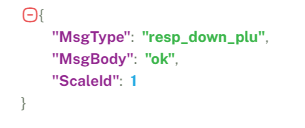 {
"MsgType": "resp_down_plu",
"MsgBody": "ok",
"ScaleId": 1
}